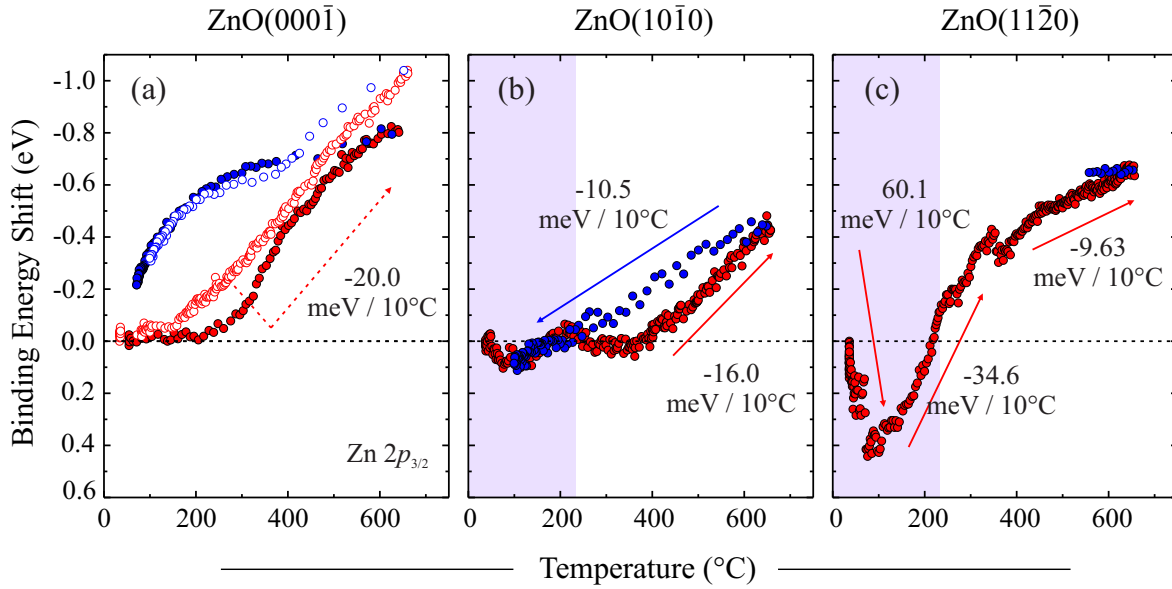 ZnO(0001̄)
ZnO(101̄0)
ZnO(112̄0)
Binding Energy Shift (eV)
-1.0
-0.8
-0.6
-0.4
-0.2
0.0
0.2
0.4
0.6
(a)
-20.0
meV / 10°C
Zn 2p3/2
0 200 400 600
(b)
-10.5
meV / 10°C
-16.0
meV / 10°C
0 200 400 600
(c)
60.1
meV / 10°C
-9.63
meV / 10°C
-34.6
meV / 10°C
0 200 400 600
Temperature (°C)